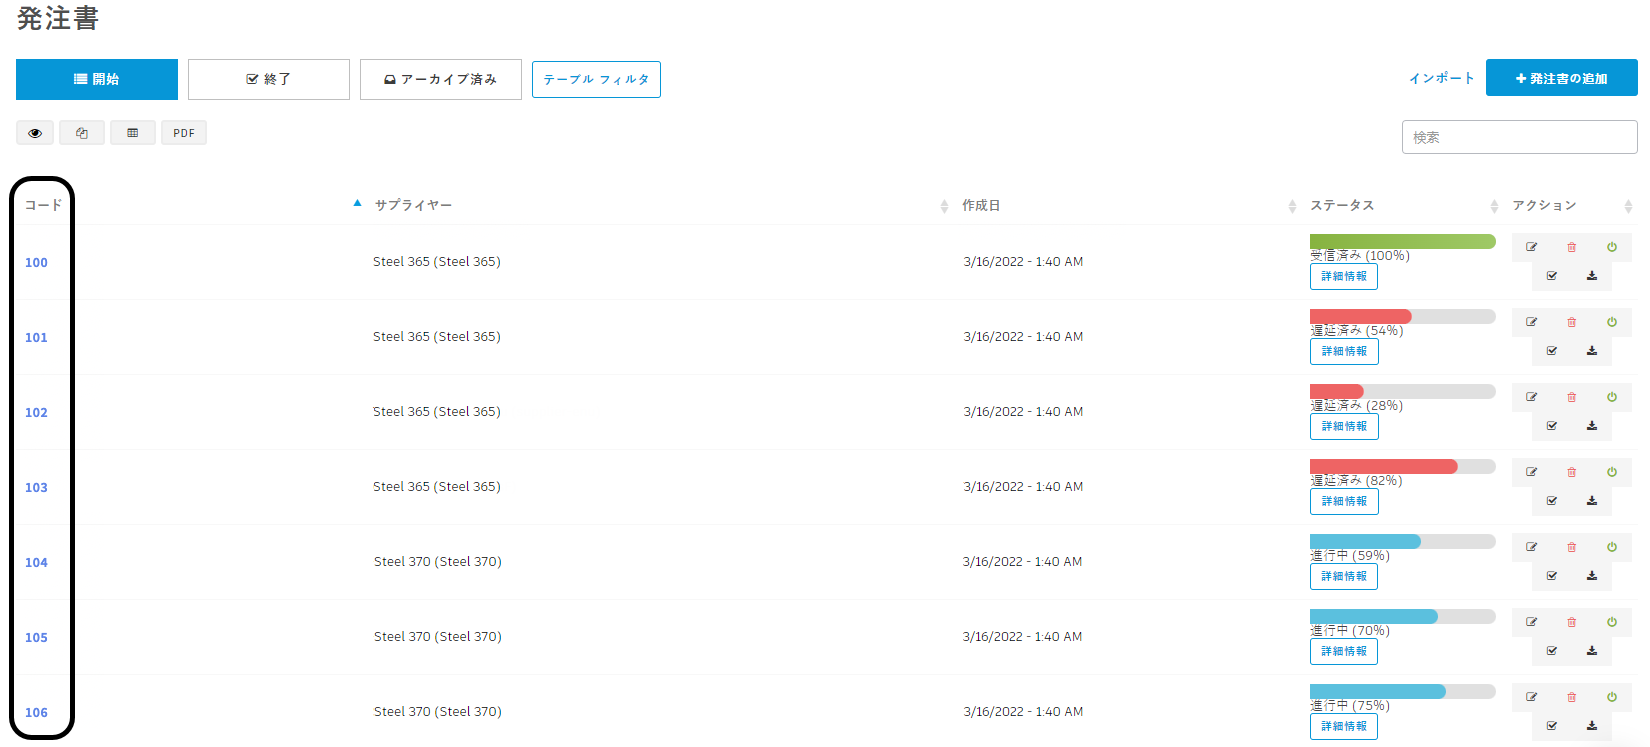 発注書
開始 終了 アーカイブ済み テーブル フィルタ インポート 発注書の追加
PDF 検索
コード サプライヤー 作成日 ステータス アクション
100 Steel 365 (Steel 365) 3/16/2022 - 1:40 AM 受信済み (100%)
詳細情報
101 Steel 365 (Steel 365) 3/16/2022 - 1:40 AM 遅延済み (54%)
詳細情報
102 Steel 365 (Steel 365) 3/16/2022 - 1:40 AM 遅延済み (28%)
詳細情報
103 Steel 365 (Steel 365) 3/16/2022 - 1:40 AM 遅延済み (82%)
詳細情報
104 Steel 370 (Steel 370) 3/16/2022 - 1:40 AM 進行中 (59%)
詳細情報
105 Steel 370 (Steel 370) 3/16/2022 - 1:40 AM 進行中 (70%)
詳細情報
106 Steel 370 (Steel 370) 3/16/2022 - 1:40 AM 進行中 (75%)
詳細情報